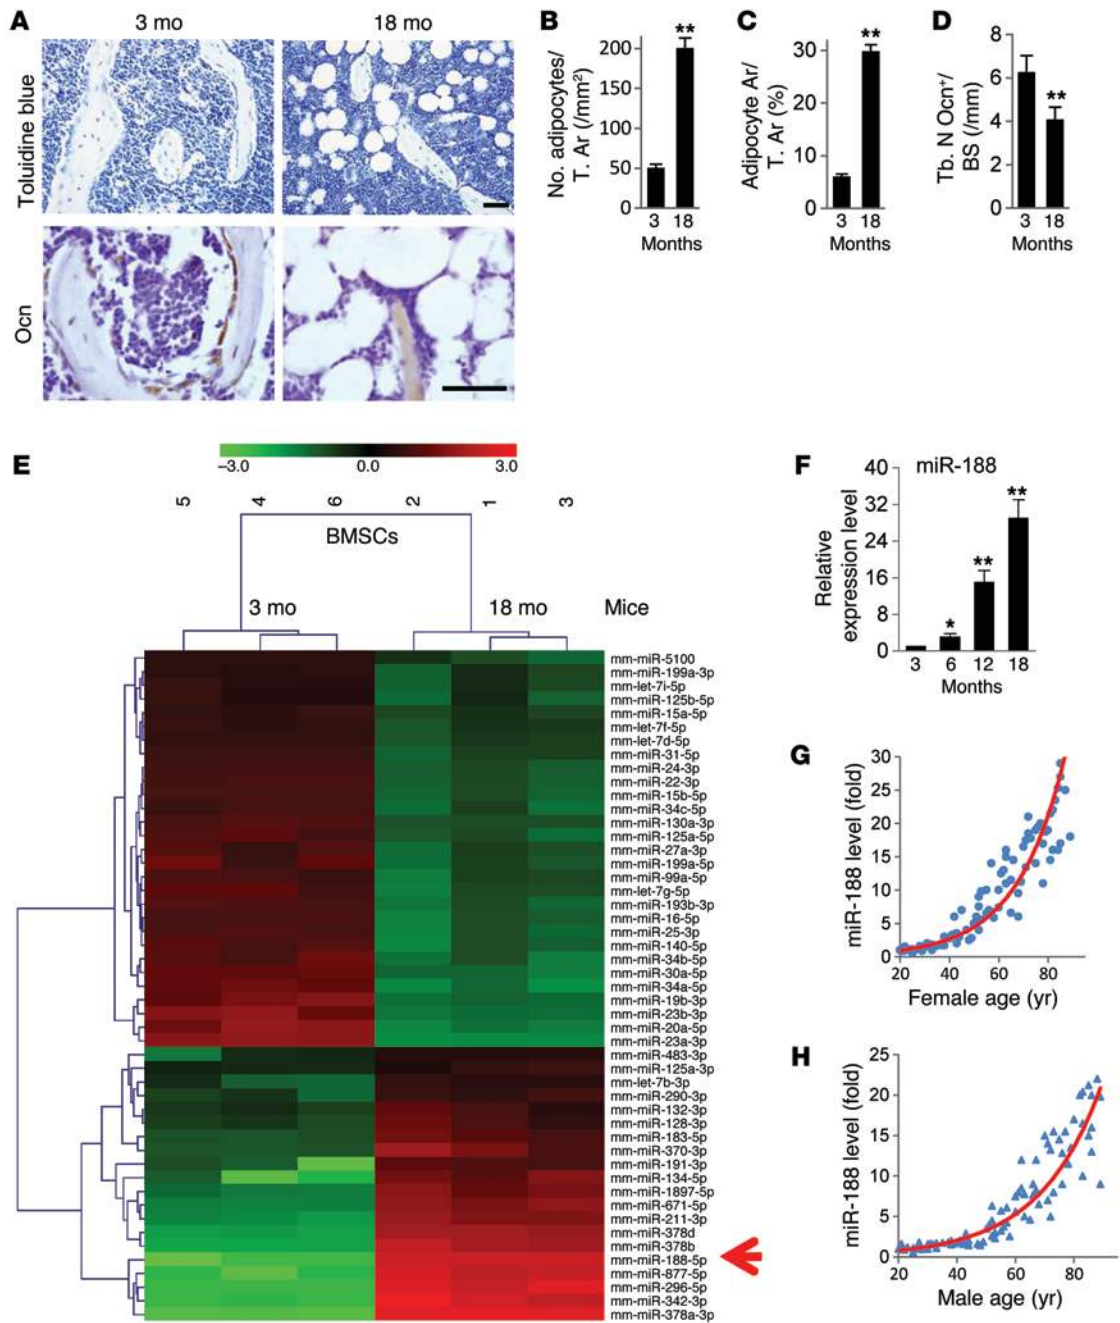 A
3 mo
18 mo
Toluidine blue
Ocn
B
No. adipocytes/
T. Ar (/mm²)
200
150
100
50
0
**
3 18
Months
C
Adipocyte Ar/
T. Ar (%)
30
20
10
0
**
3 18
Months
D
Tb. N Ocn⁺/
BS (/mm)
8
6
4
2
0
**
3 18
Months
E
–3.0 0.0 3.0
5 4 6 2 1 3
BMSCs
3 mo 18 mo Mice
mm-miR-5100
mm-miR-199a-3p
mm-let-7i-5p
mm-miR-125b-5p
mm-miR-15a-5p
mm-let-7f-5p
mm-let-7d-5p
mm-miR-31-5p
mm-miR-24-3p
mm-miR-22-3p
mm-miR-15b-5p
mm-miR-34c-5p
mm-miR-130a-3p
mm-miR-125a-5p
mm-miR-27a-3p
mm-miR-199a-5p
mm-miR-99a-5p
mm-let-7g-5p
mm-miR-193b-3p
mm-miR-16-5p
mm-miR-25-3p
mm-miR-140-5p
mm-miR-34b-5p
mm-miR-30a-5p
mm-miR-34a-5p
mm-miR-19b-3p
mm-miR-23b-3p
mm-miR-20a-5p
mm-miR-23a-3p
mm-miR-483-3p
mm-miR-125a-3p
mm-let-7b-3p
mm-miR-290-3p
mm-miR-132-3p
mm-miR-128-3p
mm-miR-183-5p
mm-miR-370-3p
mm-miR-191-3p
mm-miR-134-5p
mm-miR-1897-5p
mm-miR-671-5p
mm-miR-211-3p
mm-miR-378d
mm-miR-378b
mm-miR-188-5p
mm-miR-877-5p
mm-miR-296-5p
mm-miR-342-3p
mm-miR-378a-3p
F
miR-188
Relative
expression level
40
32
24
16
8
0
*
**
**
3 6 12 18
Months
G
miR-188 level (fold)
30
25
20
15
10
5
0
20 40 60 80
Female age (yr)
H
miR-188 level (fold)
25
20
15
10
5
0
20 40 60 80
Male age (yr)